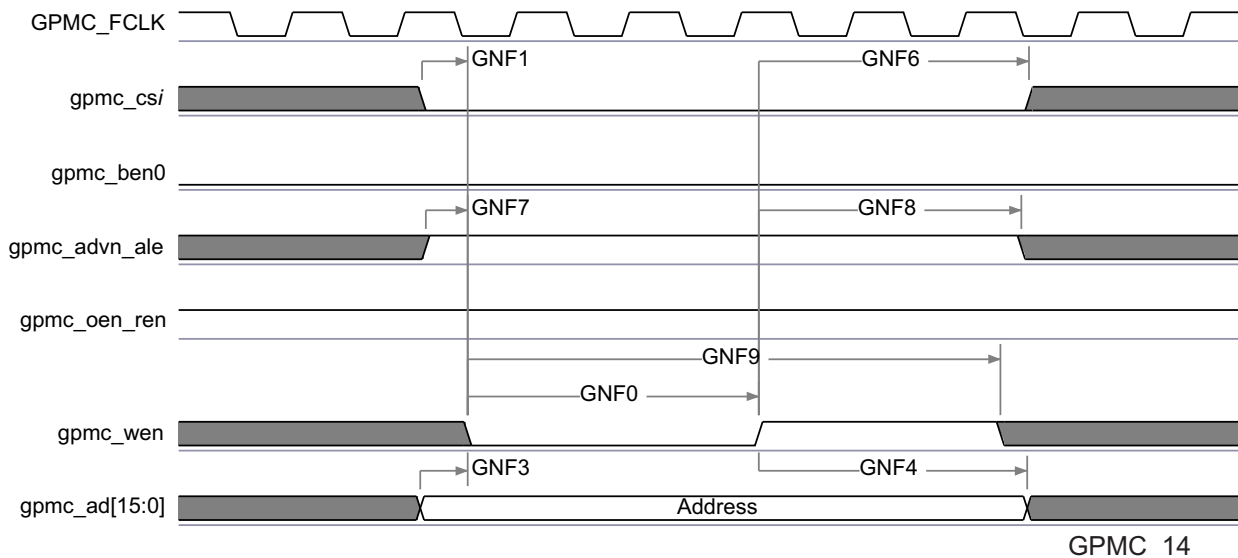 GPMC_FCLK
GNF1
GNF6
gpmc_csi
gpmc_ben0
GNF7
GNF8
gpmc_advn_ale
gpmc_oen_ren
GNF9
GNF0
gpmc_wen
GNF3
GNF4
gpmc_ad[15:0]
Address
GPMC_14